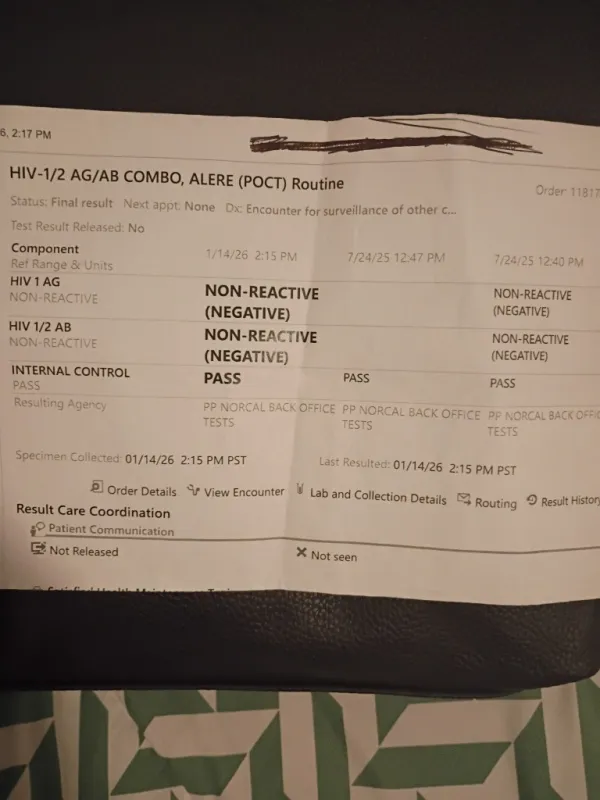 6, 2:17 PM
HIV-1/2 AG/AB COMBO, ALERE (POCT) Routine
Order: 11817
Status: Final result Next appt: None Dx: Encounter for surveillance of other c...
Test Result Released: No
Component 1/14/26 2:15 PM 7/24/25 12:47 PM 7/24/25 12:40 PM
Ref Range & Units
HIV 1 AG NON-REACTIVE NON-REACTIVE
NON-REACTIVE (NEGATIVE) (NEGATIVE)
HIV 1/2 AB NON-REACTIVE NON-REACTIVE
NON-REACTIVE (NEGATIVE) (NEGATIVE)
INTERNAL CONTROL PASS PASS PASS
PASS
Resulting Agency PP NORCAL BACK OFFICE PP NORCAL BACK OFFICE PP NORCAL BACK OFFIC
TESTS TESTS TESTS
Specimen Collected: 01/14/26 2:15 PM PST Last Resulted: 01/14/26 2:15 PM PST
Order Details View Encounter Lab and Collection Details Routing Result History
Result Care Coordination
Patient Communication
Not Released Not seen